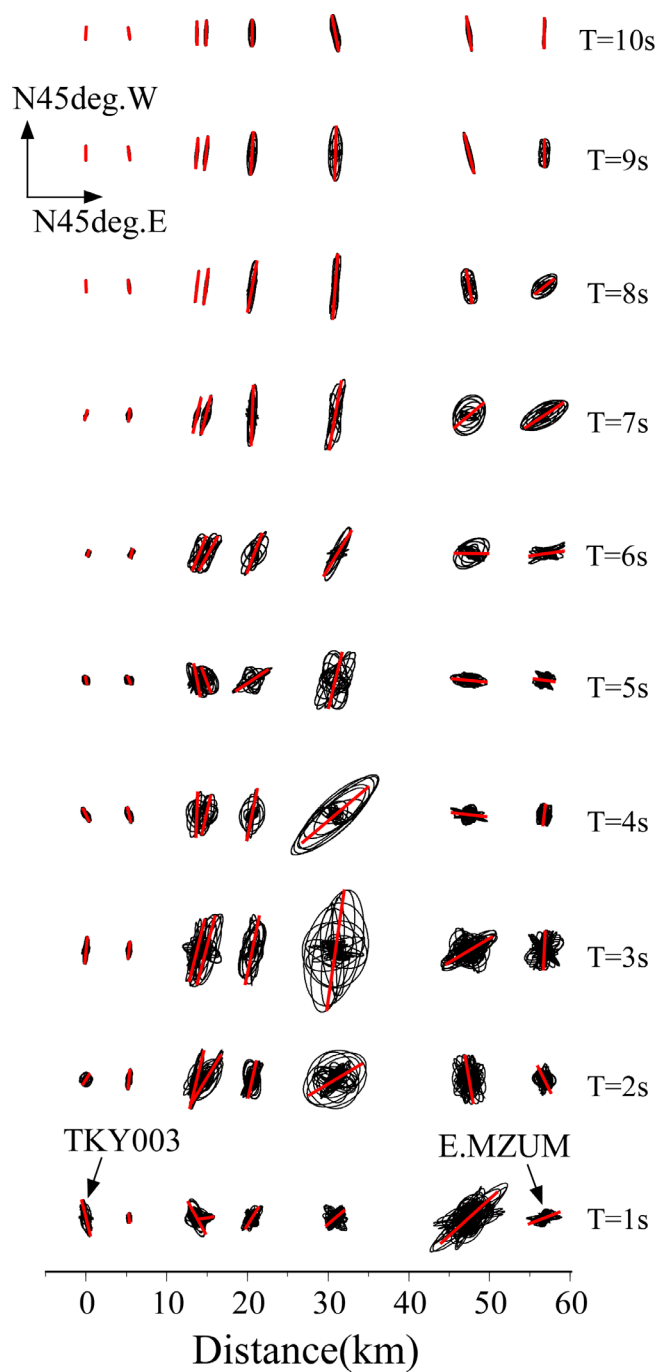 T=10s
N45deg.W
T=9s
N45deg.E
T=8s
T=7s
T=6s
T=5s
T=4s
T=3s
T=2s
TKY003
E.MZUM
T=1s
0 10 20 30 40 50 60
Distance(km)